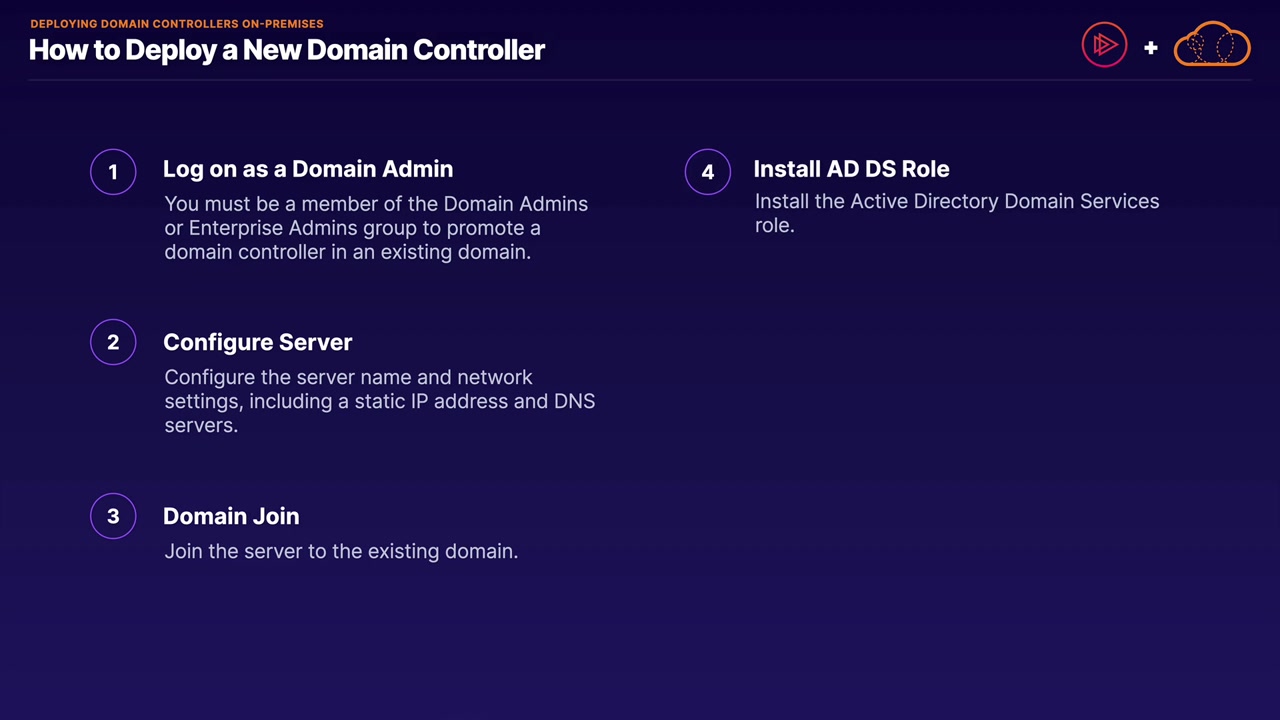 DEPLOYING DOMAIN CONTROLLERS ON-PREMISES
How to Deploy a New Domain Controller
+
1
Log on as a Domain Admin
You must be a member of the Domain Admins
or Enterprise Admins group to promote a
domain controller in an existing domain.
2
Configure Server
Configure the server name and network
settings, including a static IP address and DNS
servers.
3
Domain Join
Join the server to the existing domain.
4
Install AD DS Role
Install the Active Directory Domain Services
role.